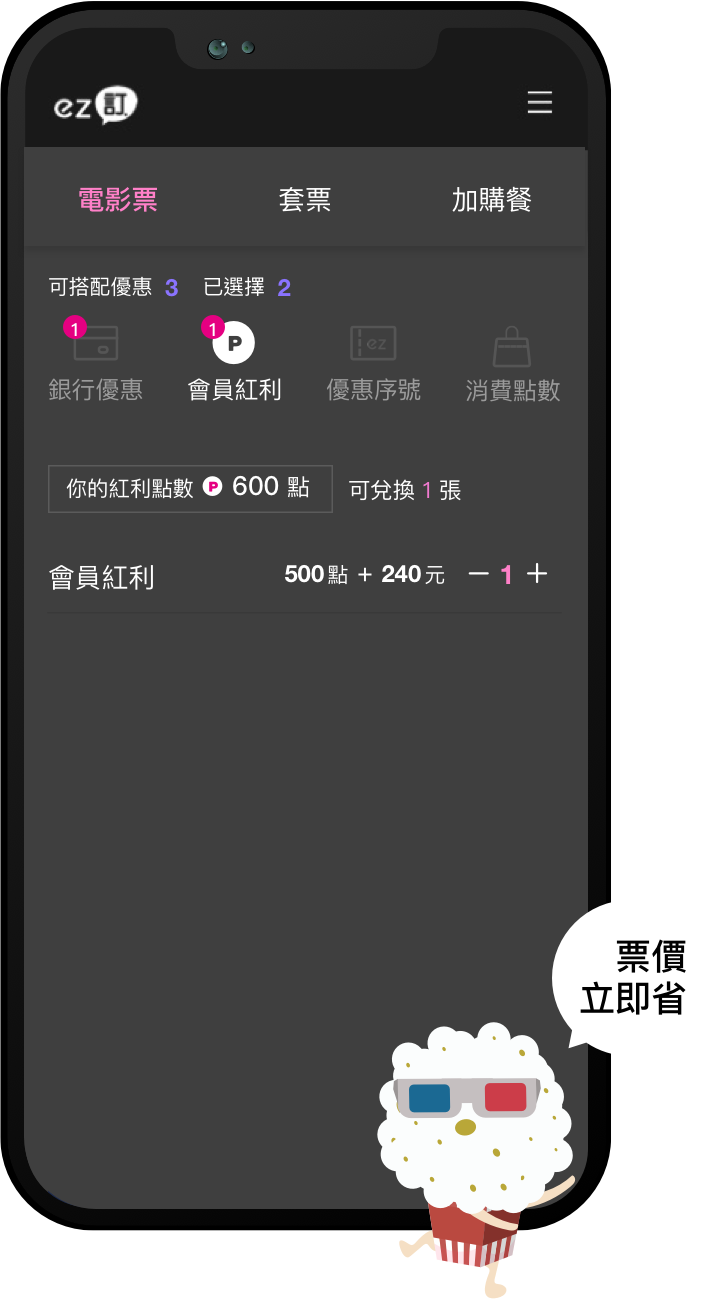 ez訂
電影票 套票 加購餐
可搭配優惠 3 已選擇 2
1 1 P ez
銀行優惠 會員紅利 優惠序號 消費點數
你的紅利點數 P 600 點 可兌換 1 張
會員紅利 500點 + 240元 — 1 +
票價
立即省